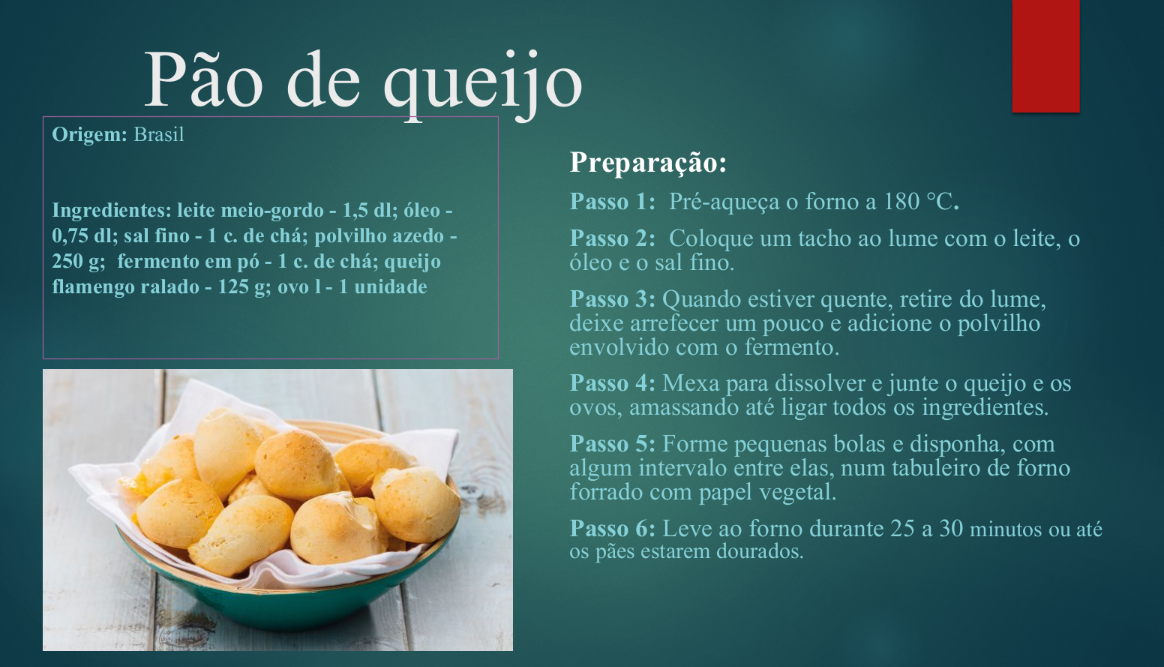 Pão de queijo
Origem: Brasil
Ingredientes: leite meio-gordo - 1,5 dl; óleo -
0,75 dl; sal fino - 1 c. de chá; polvilho azedo -
250 g;  fermento em pó - 1 c. de chá; queijo
flamengo ralado - 125 g; ovo l - 1 unidade
Preparação:
Passo 1:  Pré-aqueça o forno a 180 °C.
Passo 2:  Coloque um tacho ao lume com o leite, o
óleo e o sal fino.
Passo 3: Quando estiver quente, retire do lume,
deixe arrefecer um pouco e adicione o polvilho
envolvido com o fermento.
Passo 4: Mexa para dissolver e junte o queijo e os
ovos, amassando até ligar todos os ingredientes.
Passo 5: Forme pequenas bolas e disponha, com
algum intervalo entre elas, num tabuleiro de forno
forrado com papel vegetal.
Passo 6: Leve ao forno durante 25 a 30 minutos ou até
os pães estarem dourados.